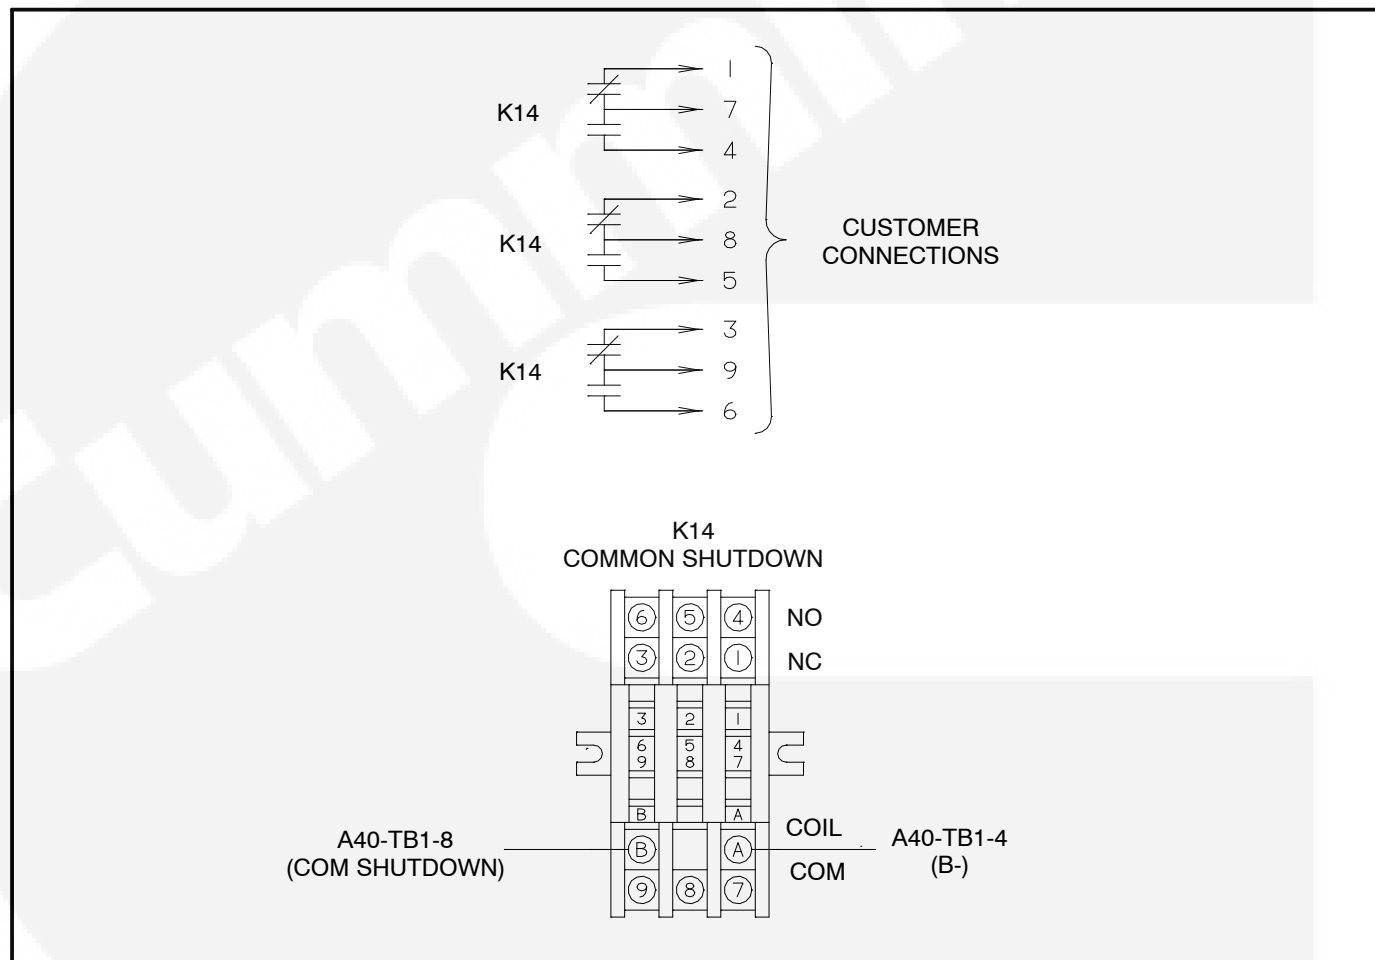 K14
1
7
4
K14
2
8
5
K14
3
9
6
CUSTOMER
CONNECTIONS
K14
COMMON SHUTDOWN
6 5 4 NO
3 2 1 NC
3 2 1
6 5 4
9 8 7
B A
COIL
A40-TB1-8
(COM SHUTDOWN)
B A
A40-TB1-4
(B-)
COM
9 8 7
Cummin